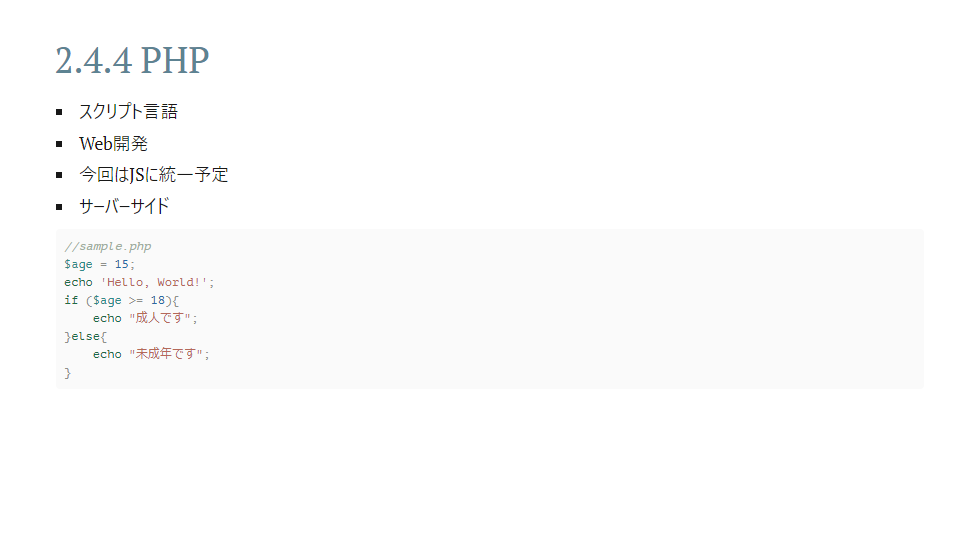 2.4.4 PHP
スクリプト言語
Web開発
今回はJSに統一予定
サーバーサイド
//sample.php
$age = 15;
echo 'Hello, World!';
if ($age >= 18){
    echo "成人です";
}else{
    echo "未成年です";
}